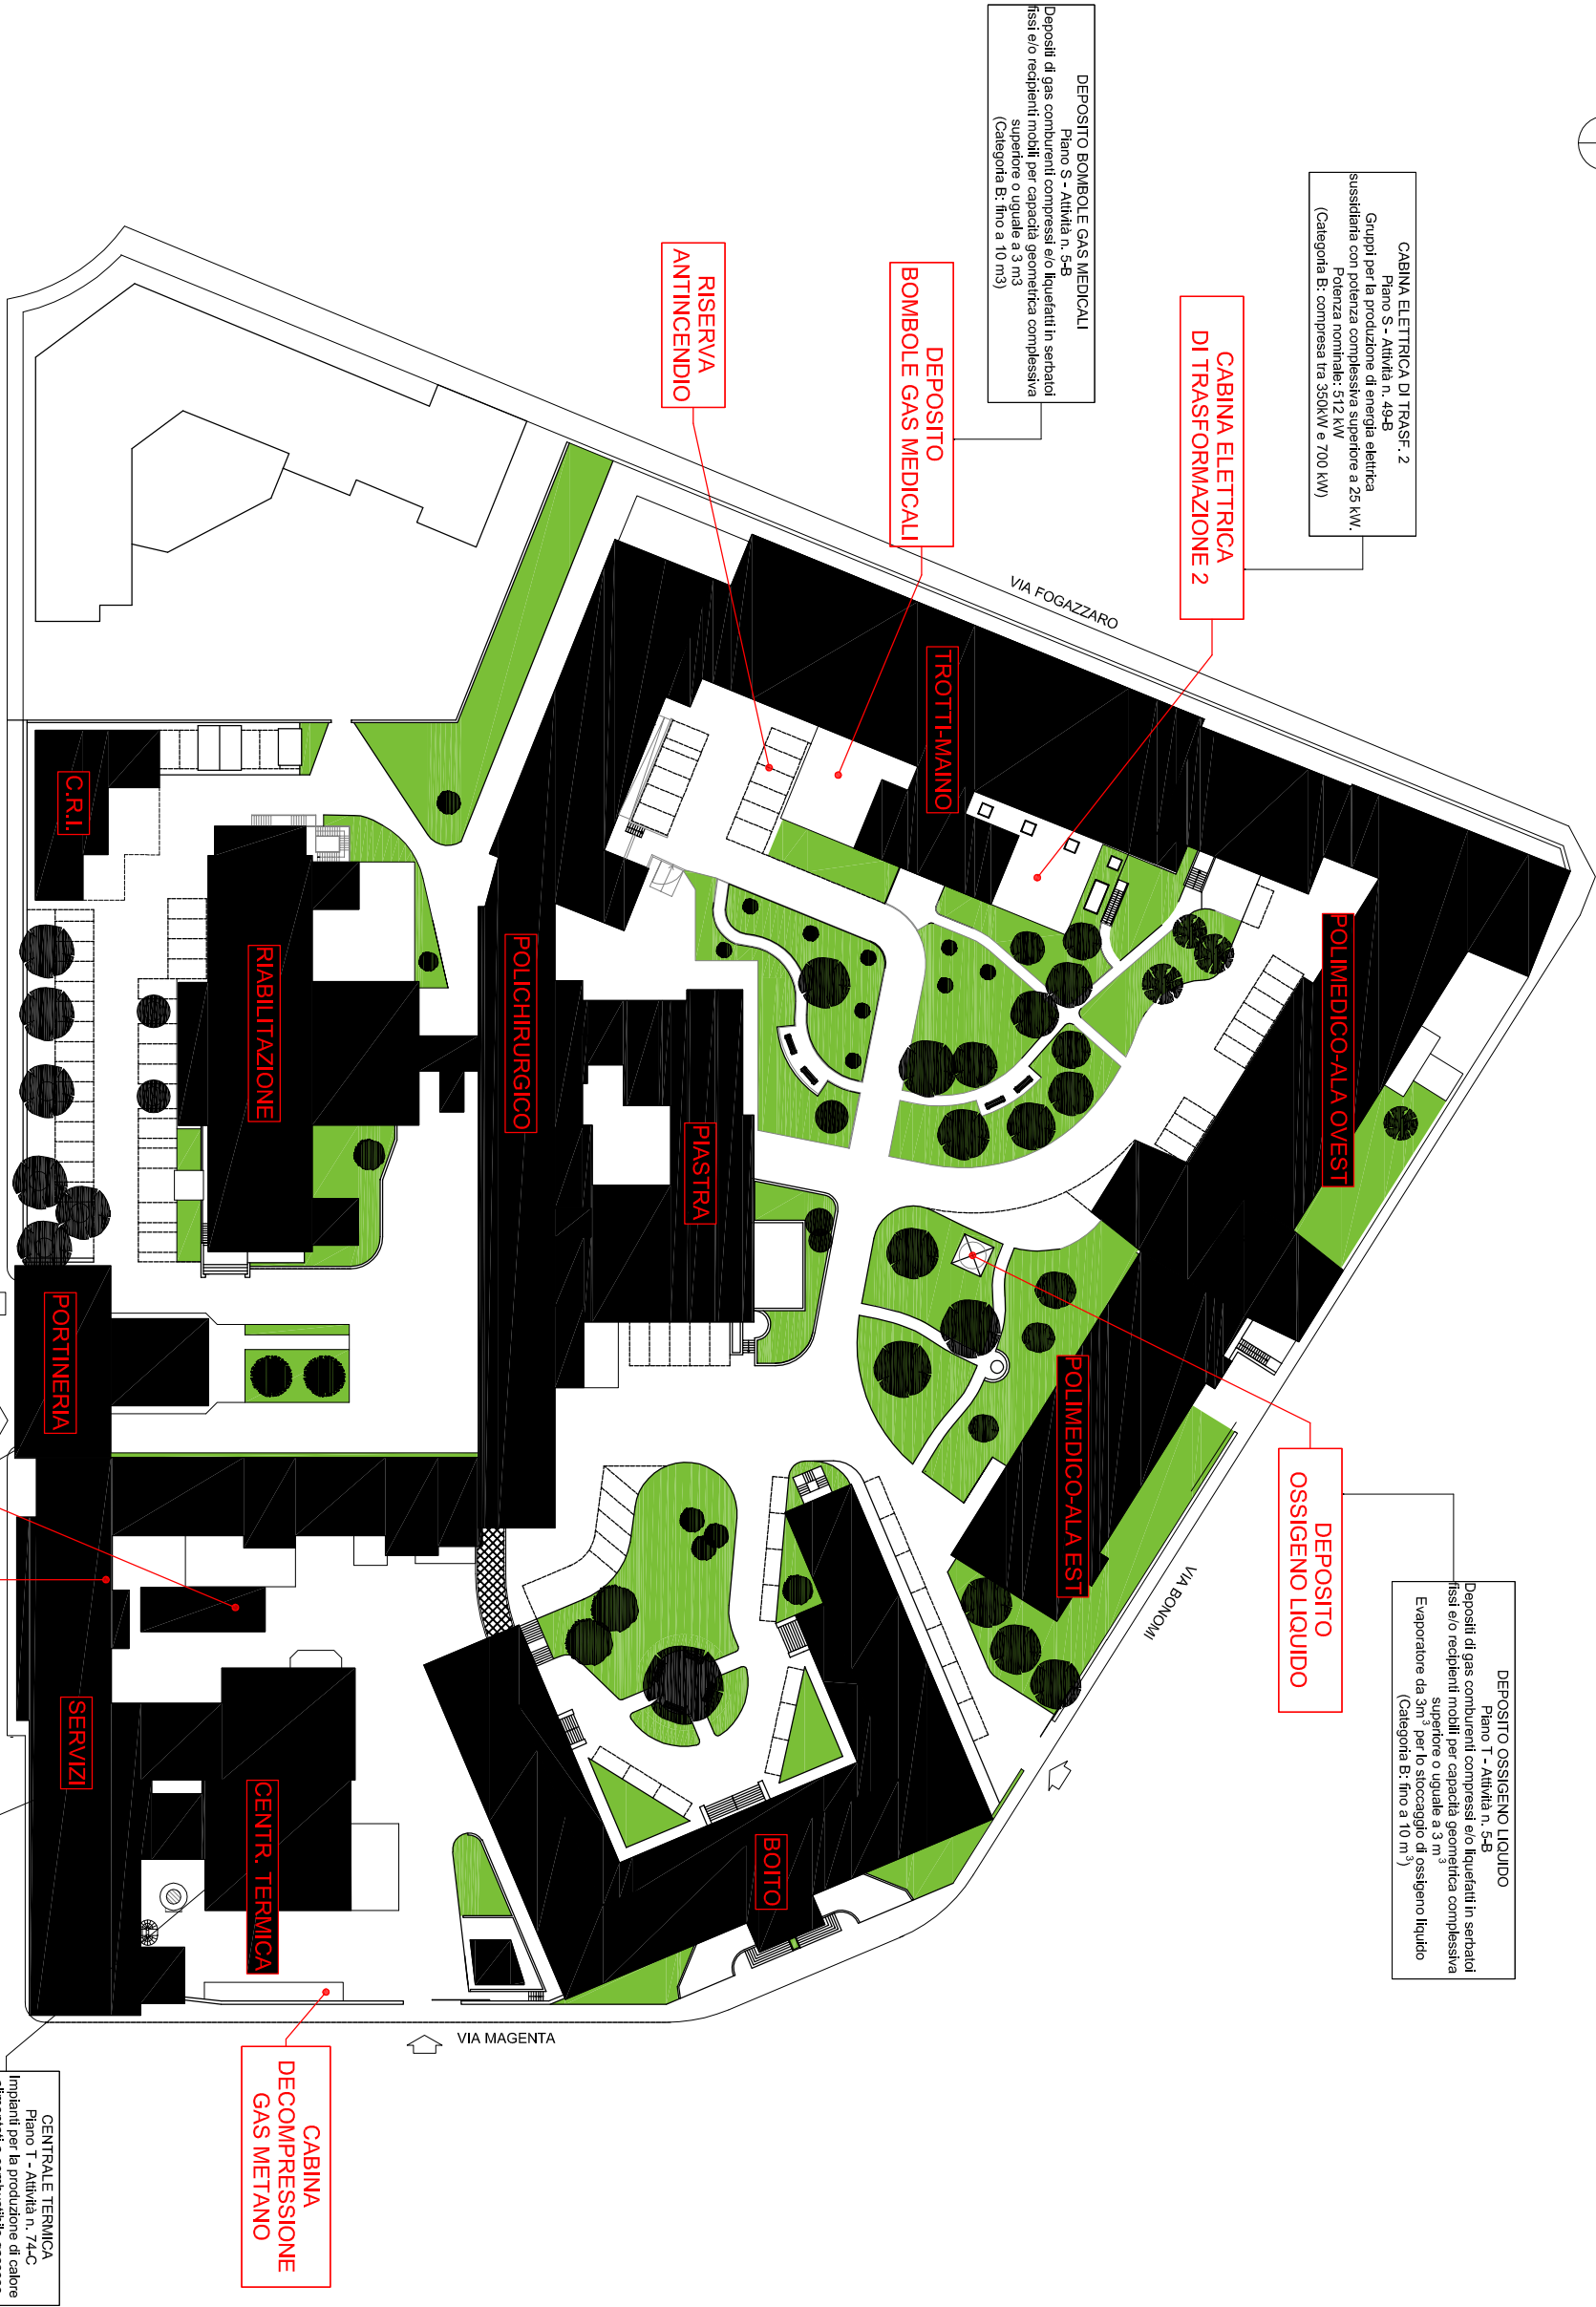 CABINA ELETTRICA DI TRASF. 2
Piano S - Attività n. 49-B
Gruppi per la produzione di energia elettrica
sussidiaria con potenza complessiva superiore a 25 kW.
Potenza nominale: 512 kW
(Categoria B: compresa tra 350kW e 700 kW)
CABINA ELETTRICA
DI TRASFORMAZIONE 2
DEPOSITO BOMBOLE GAS MEDICALI
Piano S - Attività n. 5-B
Depositi di gas comburenti compressi e/o liquefatti in serbatoi
fissi e/o recipienti mobili per capacità geometrica complessiva
superiore o uguale a 3 m3
(Categoria B: fino a 10 m3)
DEPOSITO
BOMBOLE GAS MEDICALI
RISERVA
ANTINCENDIO
VIA FOGAZZARO
TROTTI-MAINO
POLIMEDICO-ALA OVEST
C.R.I.
RIABILITAZIONE
POLICHIRURGICO
PIASTRA
PORTINERIA
POLIMEDICO-ALA EST
DEPOSITO
OSSIGENO LIQUIDO
DEPOSITO OSSIGENO LIQUIDO
Piano T - Attività n. 5-B
Depositi di gas comburenti compressi e/o liquefatti in serbatoi
fissi e/o recipienti mobili per capacità geometrica complessiva
superiore o uguale a 3 m³
Evaporatore da 3m³ per lo stoccaggio di ossigeno liquido
(Categoria B: fino a 10 m³)
VIA BONOMI
SERVIZI
CENTR. TERMICA
BOITO
VIA MAGENTA
CABINA
DECOMPRESSIONE
GAS METANO
CENTRALE TERMICA
Piano T - Attività n. 74-C
Impianti per la produzione di calore